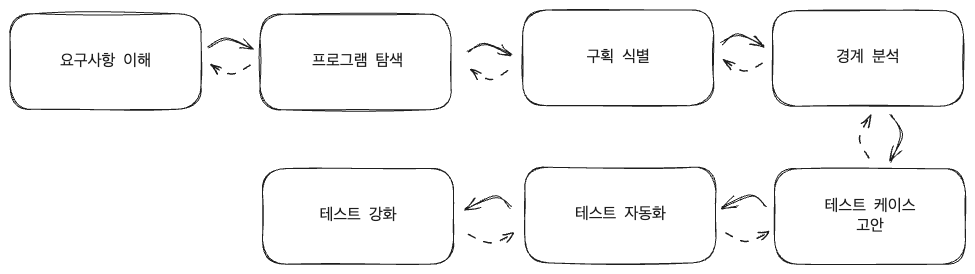 요구사항 이해
프로그램 탐색
구획 식별
경계 분석
테스트 케이스
고안
테스트 자동화
테스트 강화